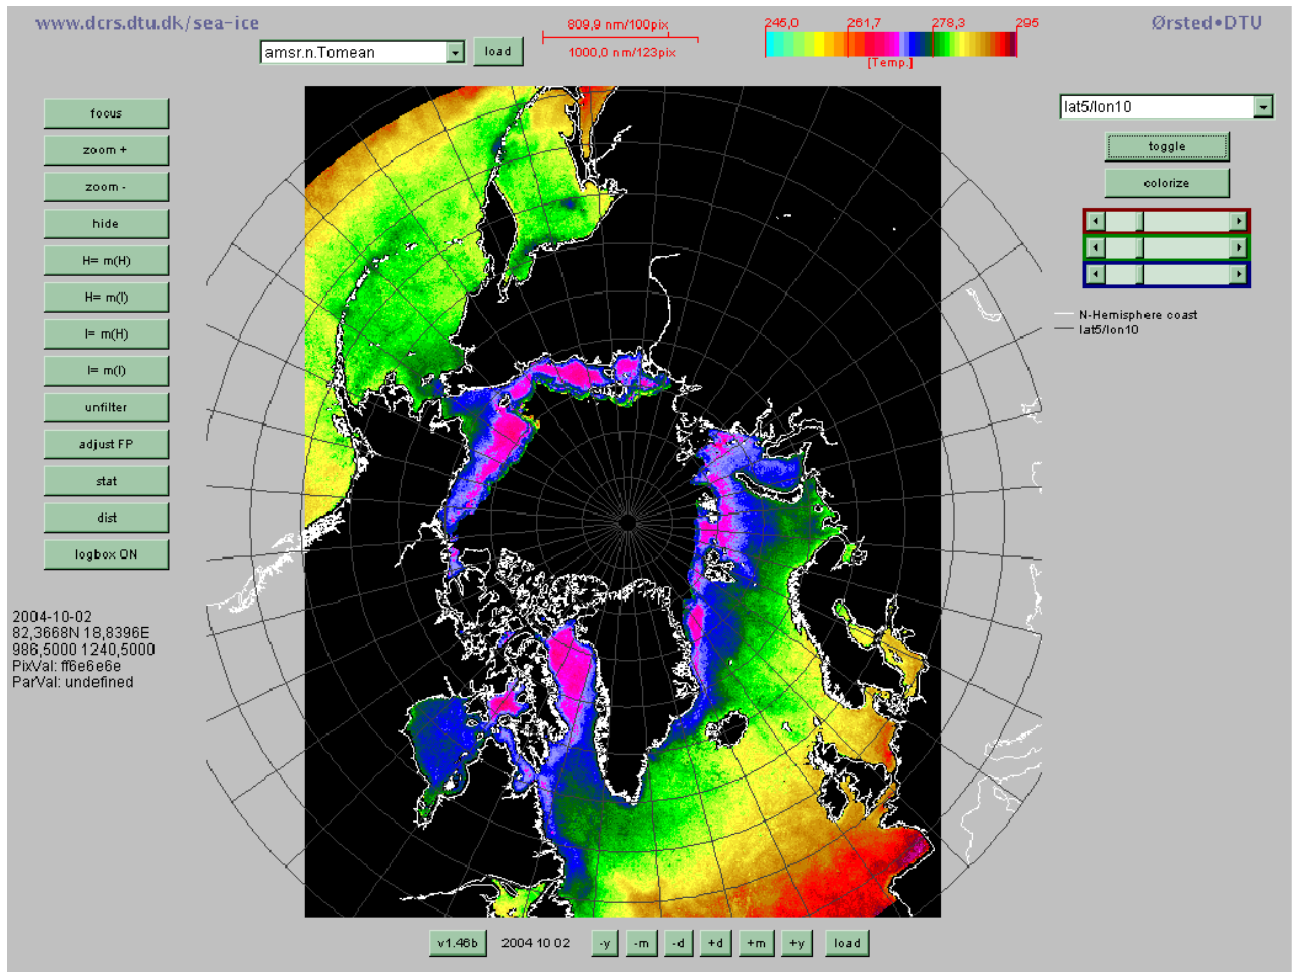 www.dcrs.dtu.dk/sea-ice
amsr.n.Tomean
load
809,9 nm/100pix
1000,0 nm/123pix
245,0 261,7 278,3 295
[Temp.]
Ørsted•DTU
focus
zoom +
zoom -
hide
H= m(H)
H= m(I)
I= m(H)
I= m(I)
unfilter
adjust FP
stat
dist
logbox ON
2004-10-02
82,3668N 18,8396E
986,5000 1240,5000
PixVal: ff6e6e6e
ParVal: undefined
lat5/lon10
toggle
colorize
N-Hemisphere coast
lat5/lon10
v1.46b 2004 10 02 -y -m -d +d +m +y load